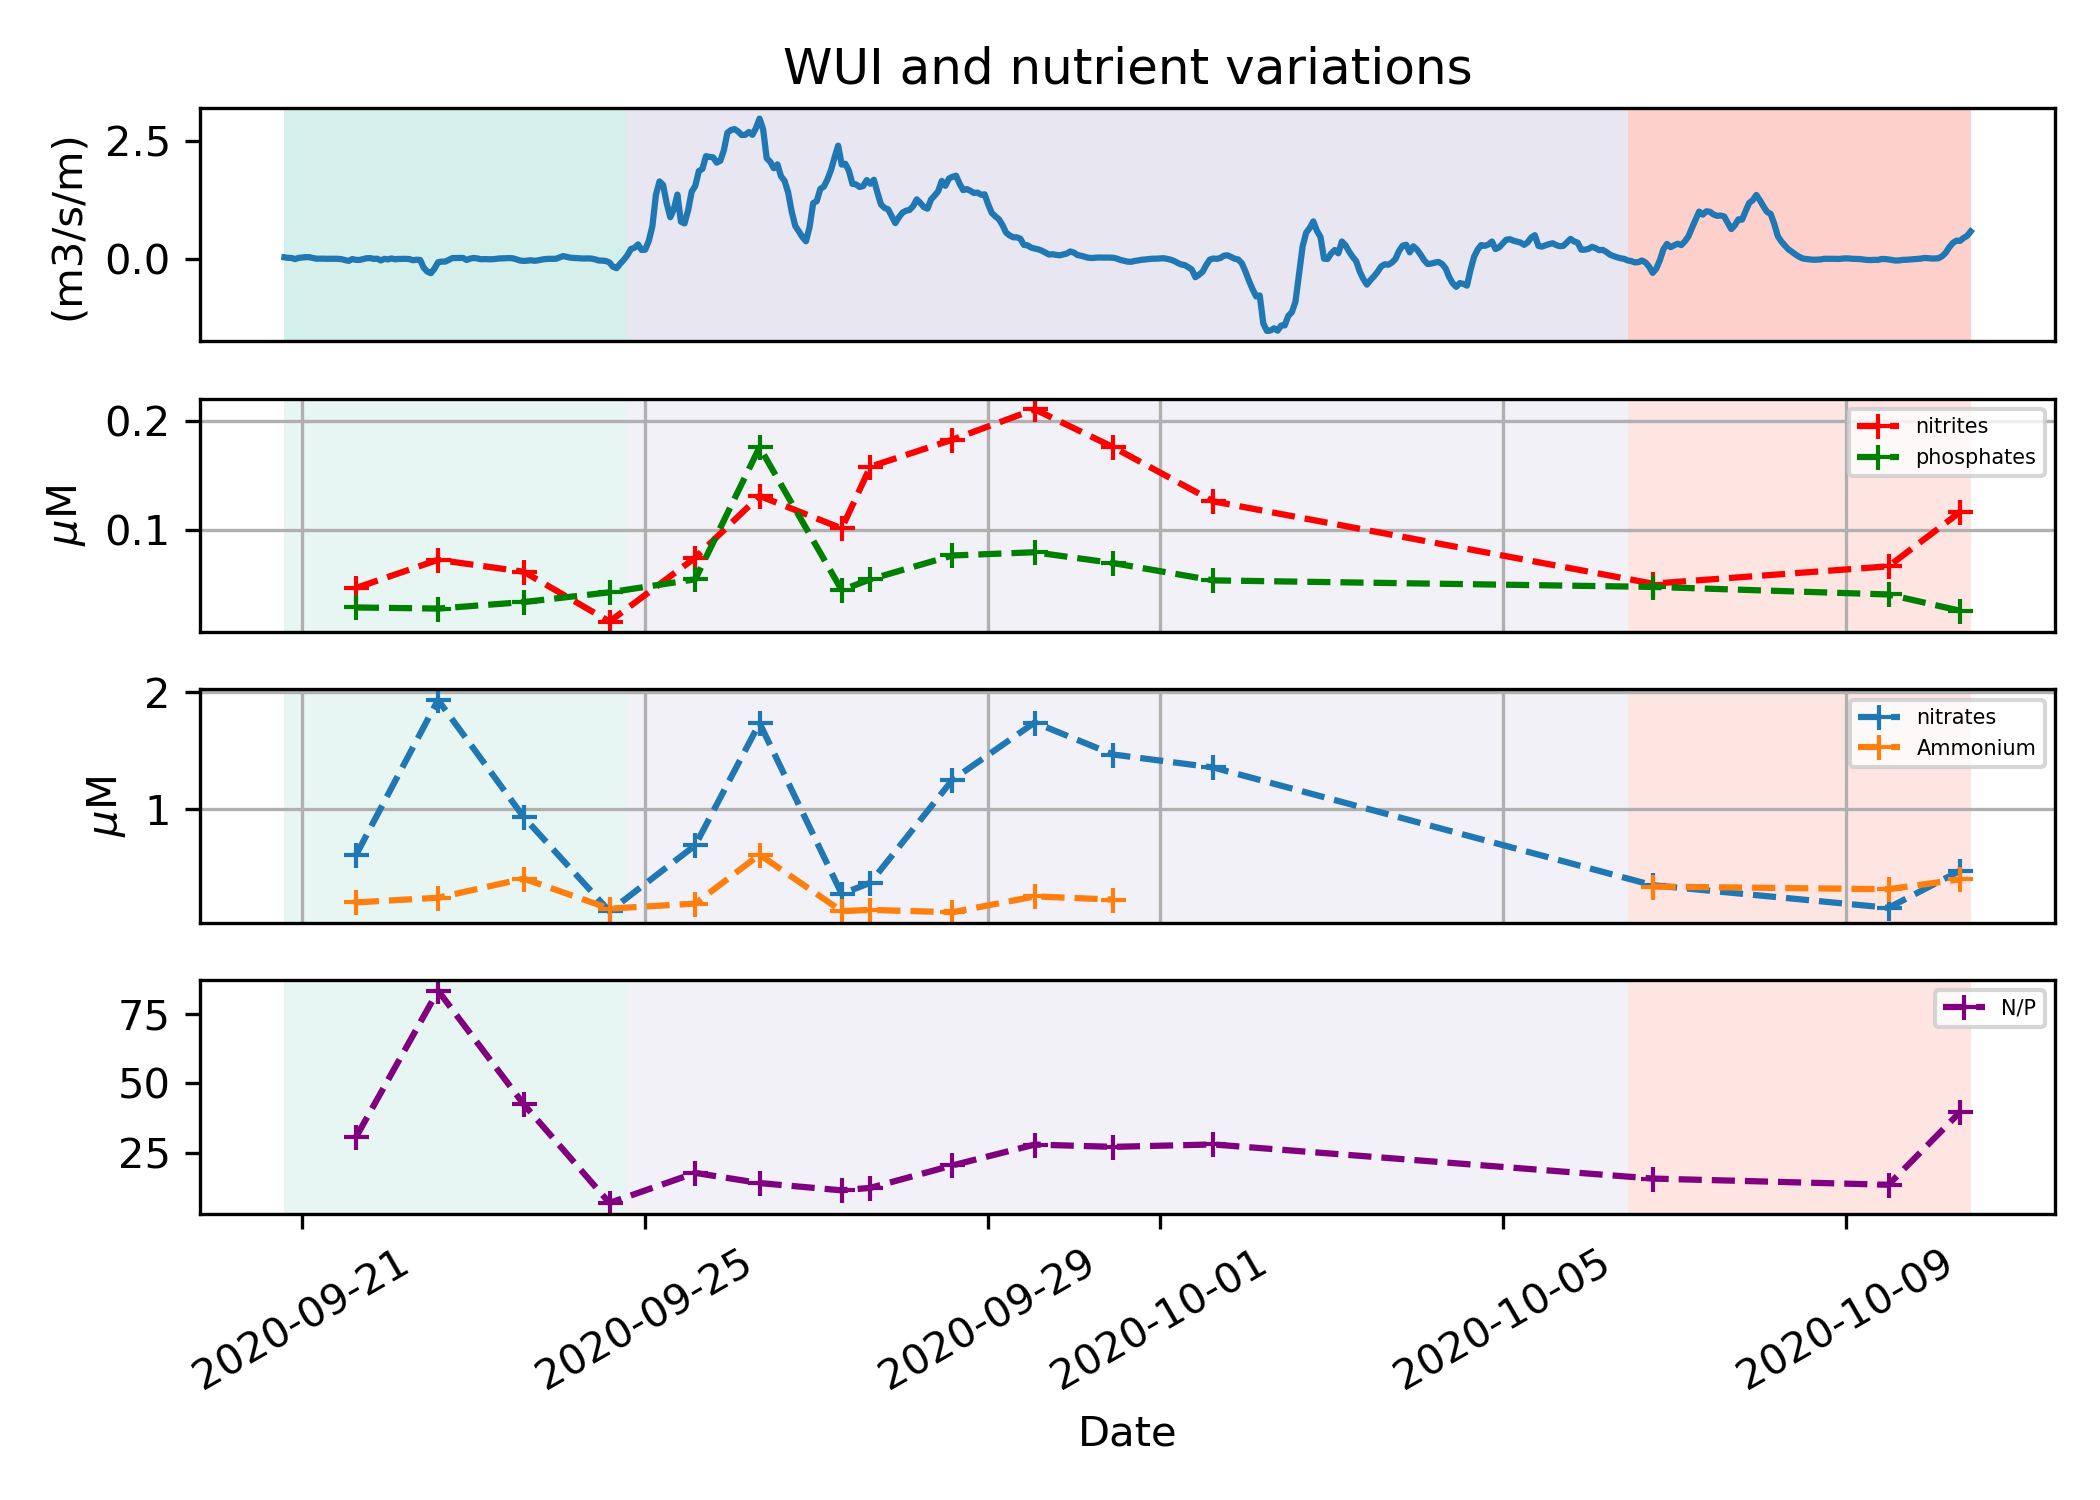 WUI and nutrient variations
(m3/s/m)
2.5
0.0
μM
0.2
0.1
nitrites
phosphates
μM
2
1
nitrates
Ammonium
75
50
25
N/P
2020-09-21
2020-09-25
2020-09-29
2020-10-01
2020-10-05
2020-10-09
Date